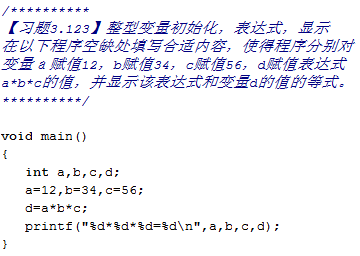 /**********
【习题3.123】整型变量初始化，表达式，显示
在以下程序空缺处填写合适内容，使得程序分别对
变量a赋值12，b赋值34，c赋值56，d赋值表达式
a*b*c的值，并显示该表达式和变量d的值的等式。
**********/
void main()
{
int a,b,c,d;
a=12,b=34,c=56;
d=a*b*c;
printf("%d*%d*%d=%d\n",a,b,c,d);
}